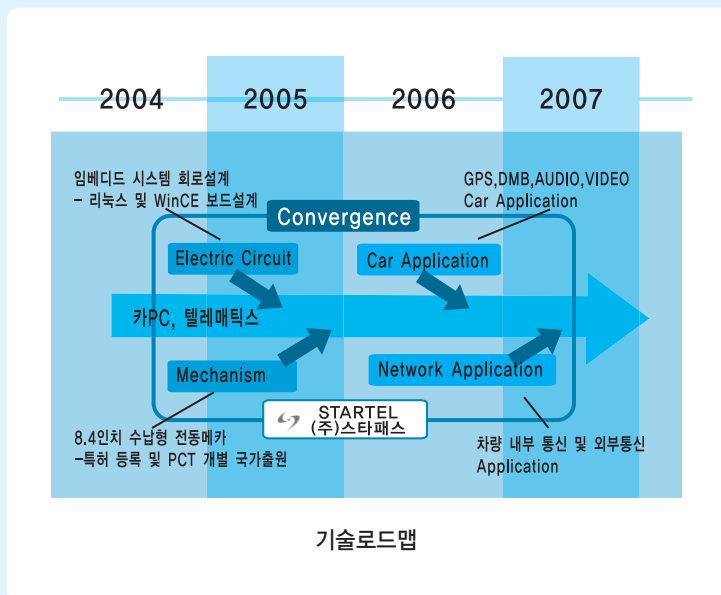 2004 2005 2006 2007
임베디드 시스템 회로설계
- 리눅스 및 WinCE 보드설계
GPS,DMB,AUDIO,VIDEO
Car Application
Convergence
Electric Circuit
Car Application
카PC, 텔레매틱스
Mechanism
Network Application
STARTEL
(주)스타패스
8.4인치 수납형 전동메카
-특허 등록 및 PCT 개별 국가출원
차량 내부 통신 및 외부통신
Application
기술로드맵